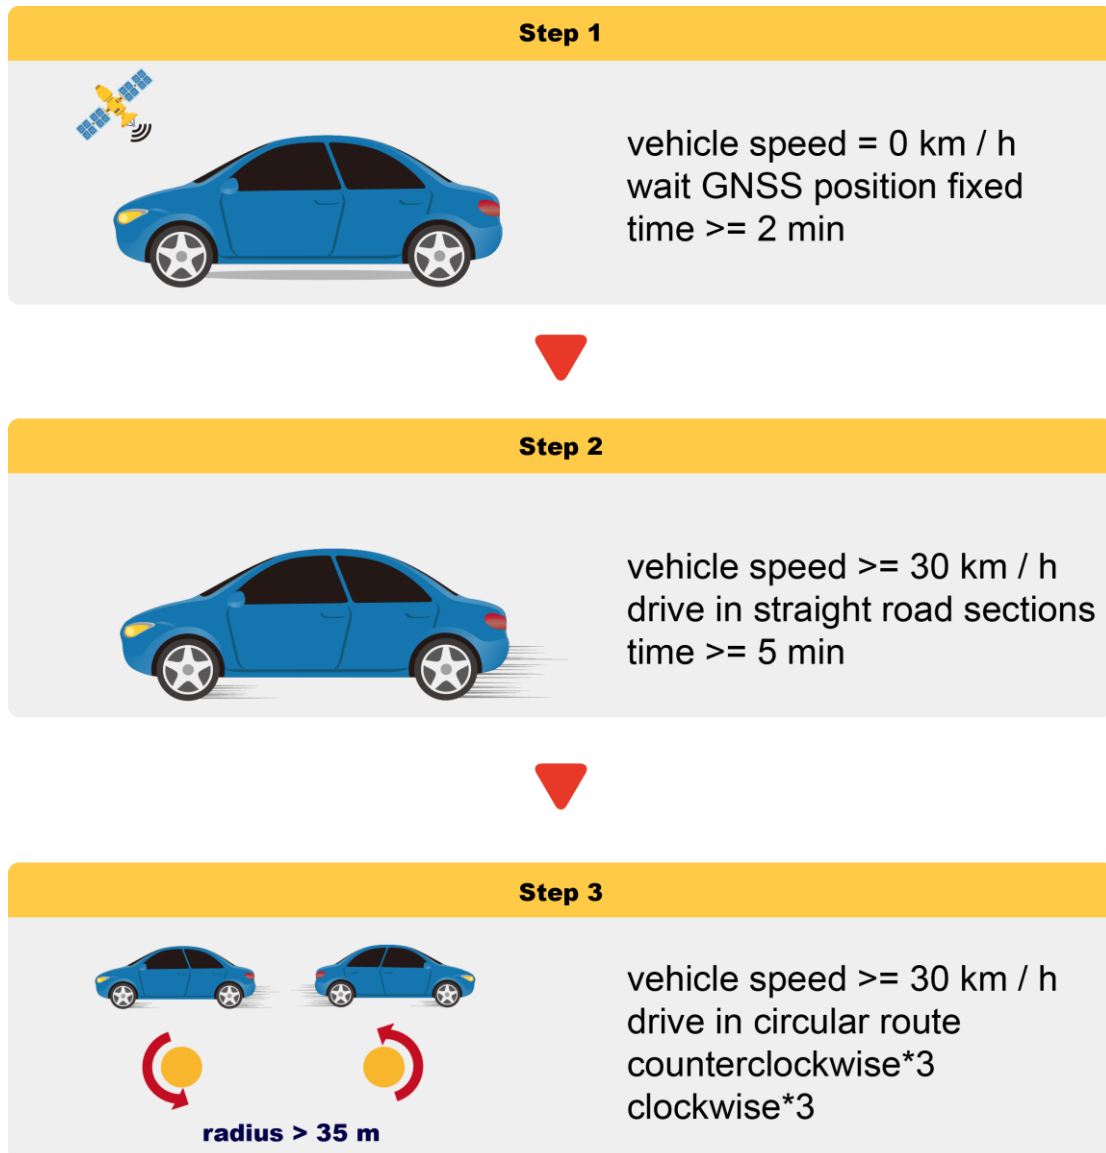 Step 1
vehicle speed = 0 km / h
wait GNSS position fixed
time >= 2 min
Step 2
vehicle speed >= 30 km / h
drive in straight road sections
time >= 5 min
Step 3
vehicle speed >= 30 km / h
drive in circular route
counterclockwise*3
clockwise*3
radius > 35 m